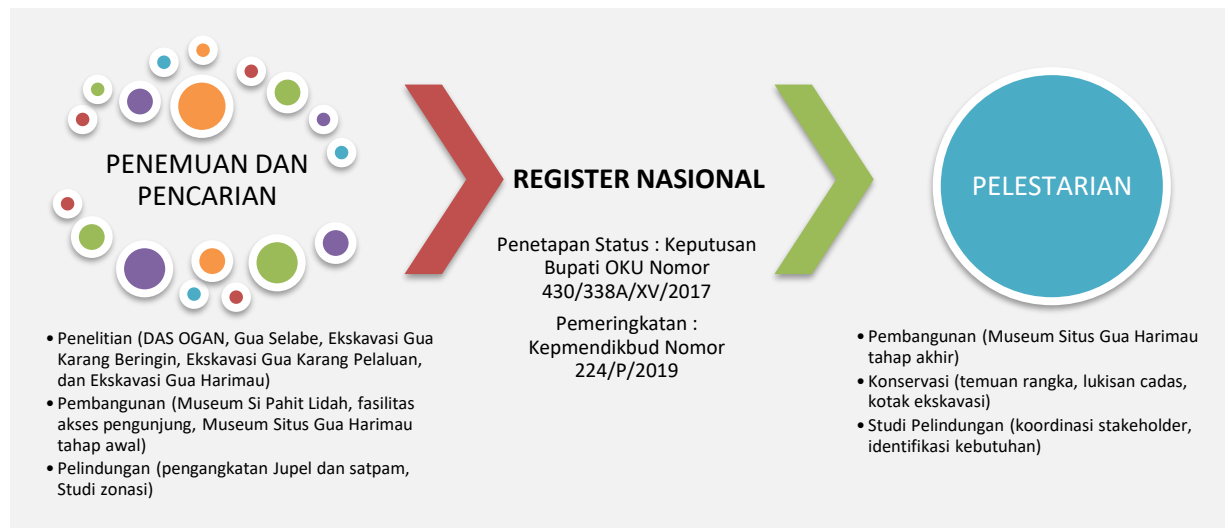 PENEMUAN DAN
PENCARIAN
• Penelitian (DAS OGAN, Gua Selabe, Ekskavasi Gua
Karang Beringin, Ekskavasi Gua Karang Pelaluan,
dan Ekskavasi Gua Harimau)
• Pembangunan (Museum Si Pahit Lidah, fasilitas
akses pengunjung, Museum Situs Gua Harimau
tahap awal)
• Pelindungan (pengangkatan Jupel dan satpam,
Studi zonasi)
REGISTER NASIONAL
Penetapan Status : Keputusan
Bupati OKU Nomor
430/338A/XV/2017
Pemeringkatan :
Kepmendikbud Nomor
224/P/2019
PELESTARIAN
• Pembangunan (Museum Situs Gua Harimau
tahap akhir)
• Konservasi (temuan rangka, lukisan cadas,
kotak ekskavasi)
• Studi Pelindungan (koordinasi stakeholder,
identifikasi kebutuhan)